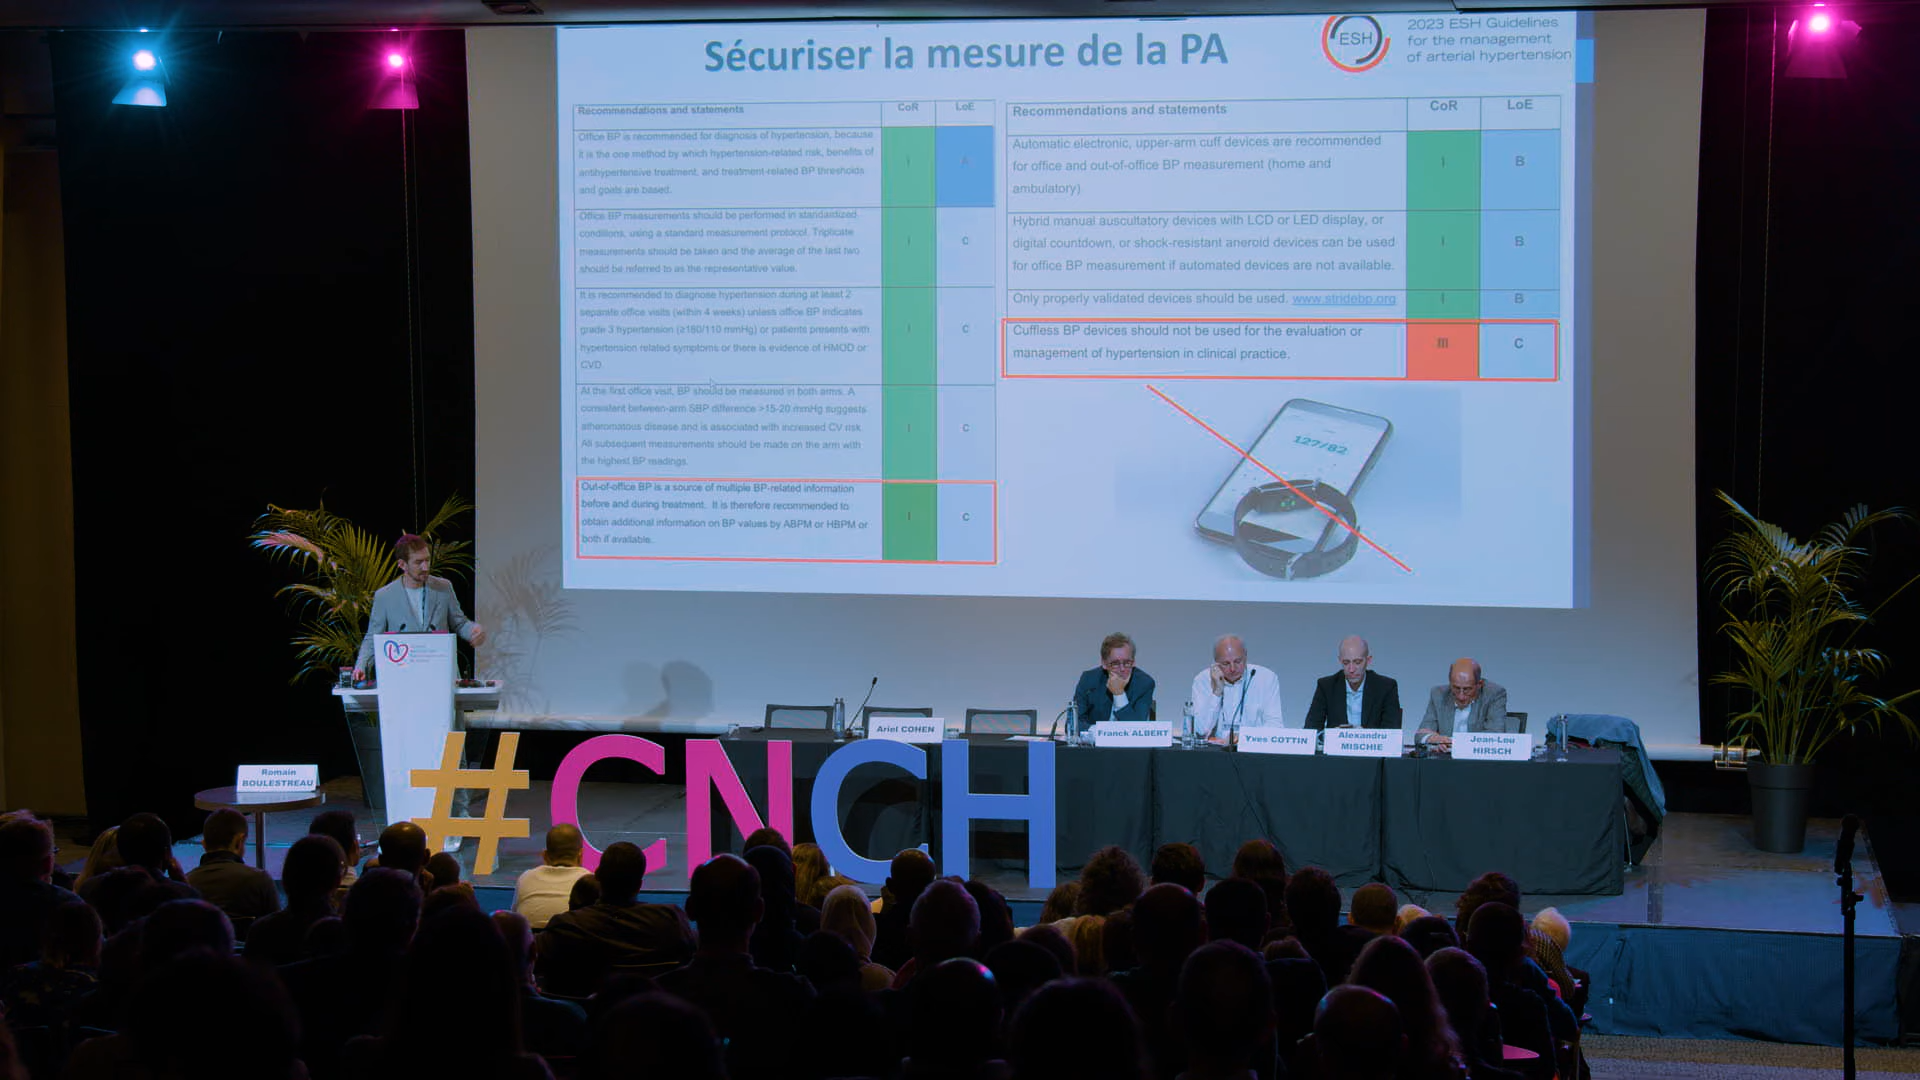 Sécuriser la mesure de la PA
ESH
2023 ESH Guidelines
for the management
of arterial hypertension
Recommendations and statements CoR LoE
Office BP is recommended for diagnosis of hypertension, because
it is the one method by which hypertension-related risk, benefits of
antihypertensive treatment, and treatment-related BP thresholds
and goals are based.
I A
Office BP measurements should be performed in standardized
conditions, using a standard measurement protocol. Triplicate
measurements should be taken and the average of the last two
should be referred to as the representative value.
I C
It is recommended to diagnose hypertension during at least 2
separate office visits (within 4 weeks) unless office BP indicates
grade 3 hypertension (≥180/110 mmHg) or patients presents with
hypertension related symptoms or there is evidence of HMOD or
CVD.
I C
At the first office visit, BP should be measured in both arms. A
consistent between-arm SBP difference >15-20 mmHg suggests
atheromatous disease and is associated with increased CV risk.
All subsequent measurements should be made on the arm with
the highest BP readings.
I C
Out-of-office BP is a source of multiple BP-related information
before and during treatment. It is therefore recommended to
obtain additional information on BP values by ABPM or HBPM or
both if available.
I C
Recommendations and statements CoR LoE
Automatic electronic, upper-arm cuff devices are recommended
for office and out-of-office BP measurement (home and
ambulatory).
I B
Hybrid manual auscultatory devices with LCD or LED display, or
digital countdown, or shock-resistant aneroid devices can be used
for office BP measurement if automated devices are not available.
I B
Only properly validated devices should be used. www.stridebp.org I B
Cuffless BP devices should not be used for the evaluation or
management of hypertension in clinical practice.
III C
127/82
Ariel COHEN
Franck ALBERT
Yves COTTIN
Alexandru
MISCHIE
Jean-Lou
HIRSCH
Romain
BOULESTREAU
#CNCH